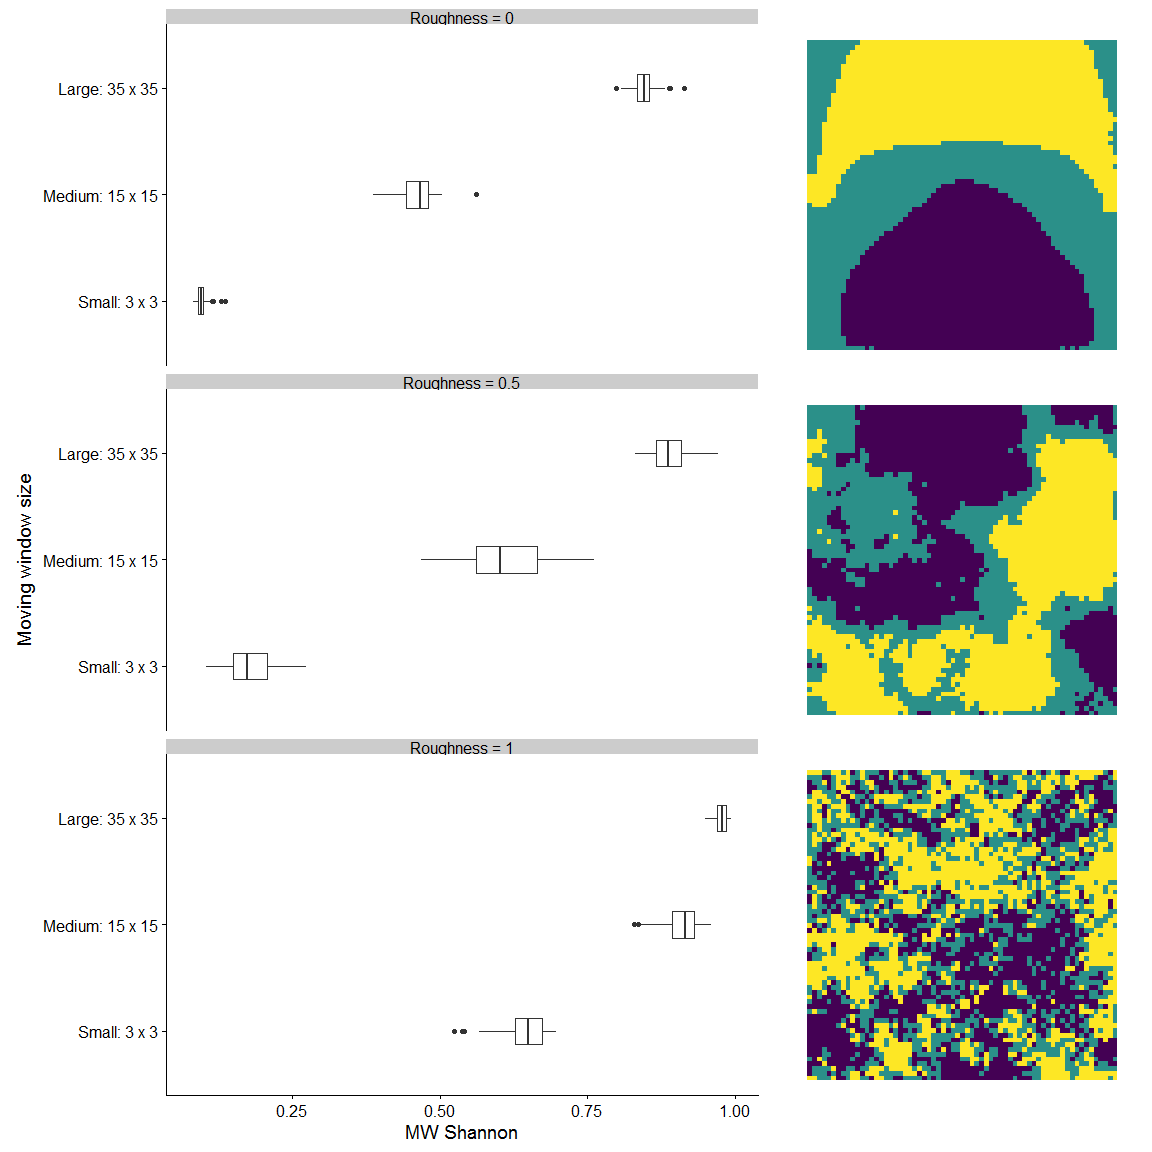 Roughness = 0
Large: 35 x 35
Medium: 15 x 15
Small: 3 x 3
Roughness = 0.5
Large: 35 x 35
Medium: 15 x 15
Small: 3 x 3
Moving window size
Roughness = 1
Large: 35 x 35
Medium: 15 x 15
Small: 3 x 3
0.25 0.50 0.75 1.00
MW Shannon